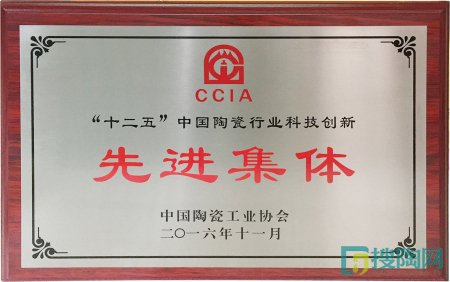 CCIA
“十二五”中国陶瓷行业科技创新
先进集体
中国陶瓷工业协会
二〇一六年十一月
搜陶网